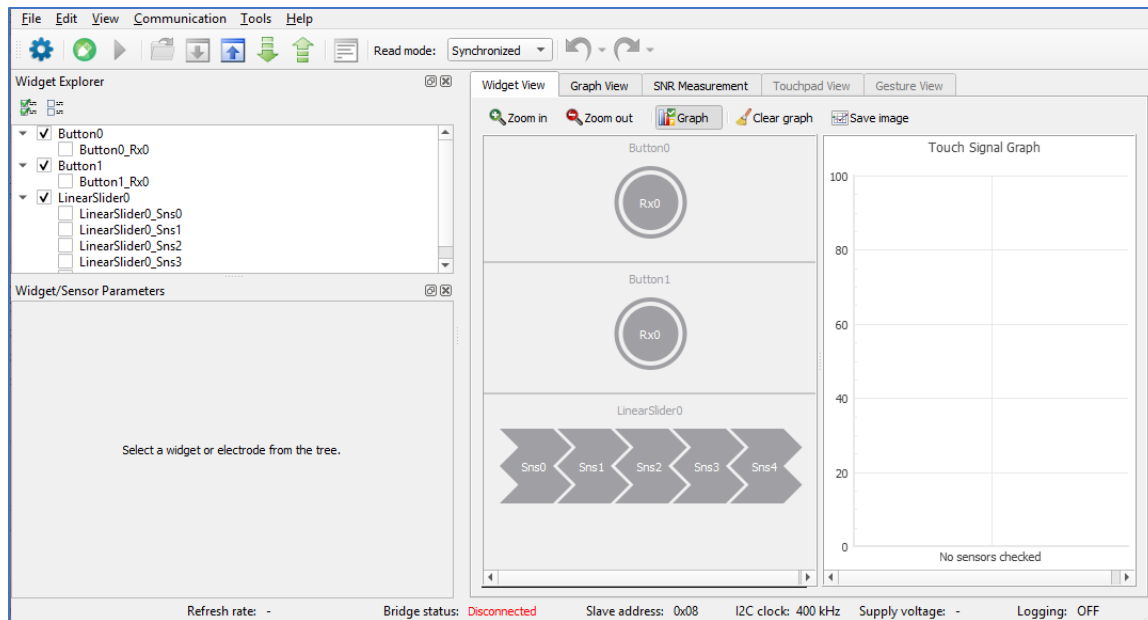 File Edit View Communication Tools Help
Read mode: Synchronized
Widget Explorer
Button0
Button0_Rx0
Button1
Button1_Rx0
LinearSlider0
LinearSlider0_Sns0
LinearSlider0_Sns1
LinearSlider0_Sns2
LinearSlider0_Sns3
Widget/Sensor Parameters
Select a widget or electrode from the tree.
Widget View Graph View SNR Measurement Touchpad View Gesture View
Zoom in Zoom out Graph Clear graph Save image
Button0
Rx0
Button1
Rx0
LinearSlider0
Sns0 Sns1 Sns2 Sns3 Sns4
Touch Signal Graph
100
80
60
40
20
0
No sensors checked
Refresh rate: - Bridge status: Disconnected Slave address: 0x08 I2C clock: 400 kHz Supply voltage: - Logging: OFF